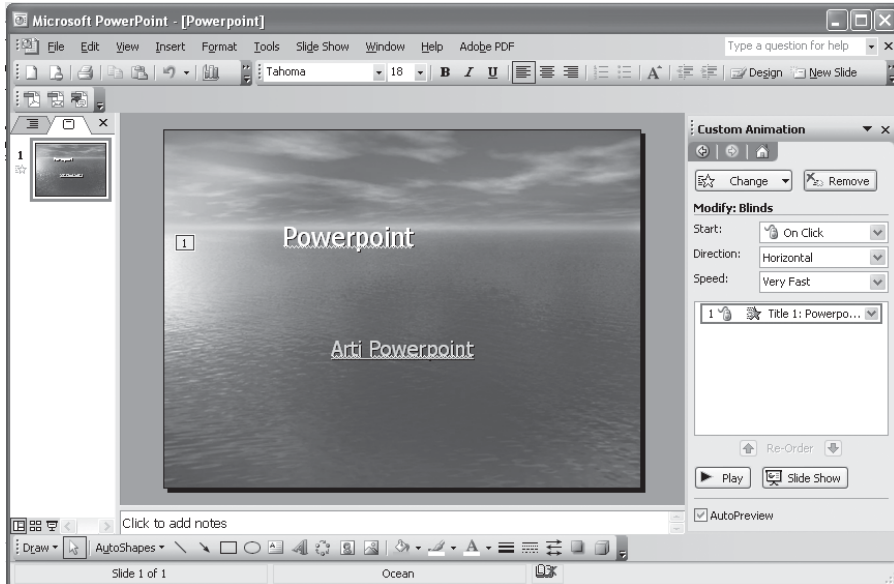 Microsoft PowerPoint - [Powerpoint]
File Edit View Insert Format Tools Slide Show Window Help Adobe PDF
Type a question for help
Tahoma 18 B I U A Design New Slide
1
1
Powerpoint
Arti Powerpoint
Custom Animation
Change Remove
Modify: Blinds
Start: On Click
Direction: Horizontal
Speed: Very Fast
1 Title 1: Powerpo...
Re-Order
Play Slide Show
AutoPreview
Click to add notes
Draw AutoShapes A A
Slide 1 of 1 Ocean